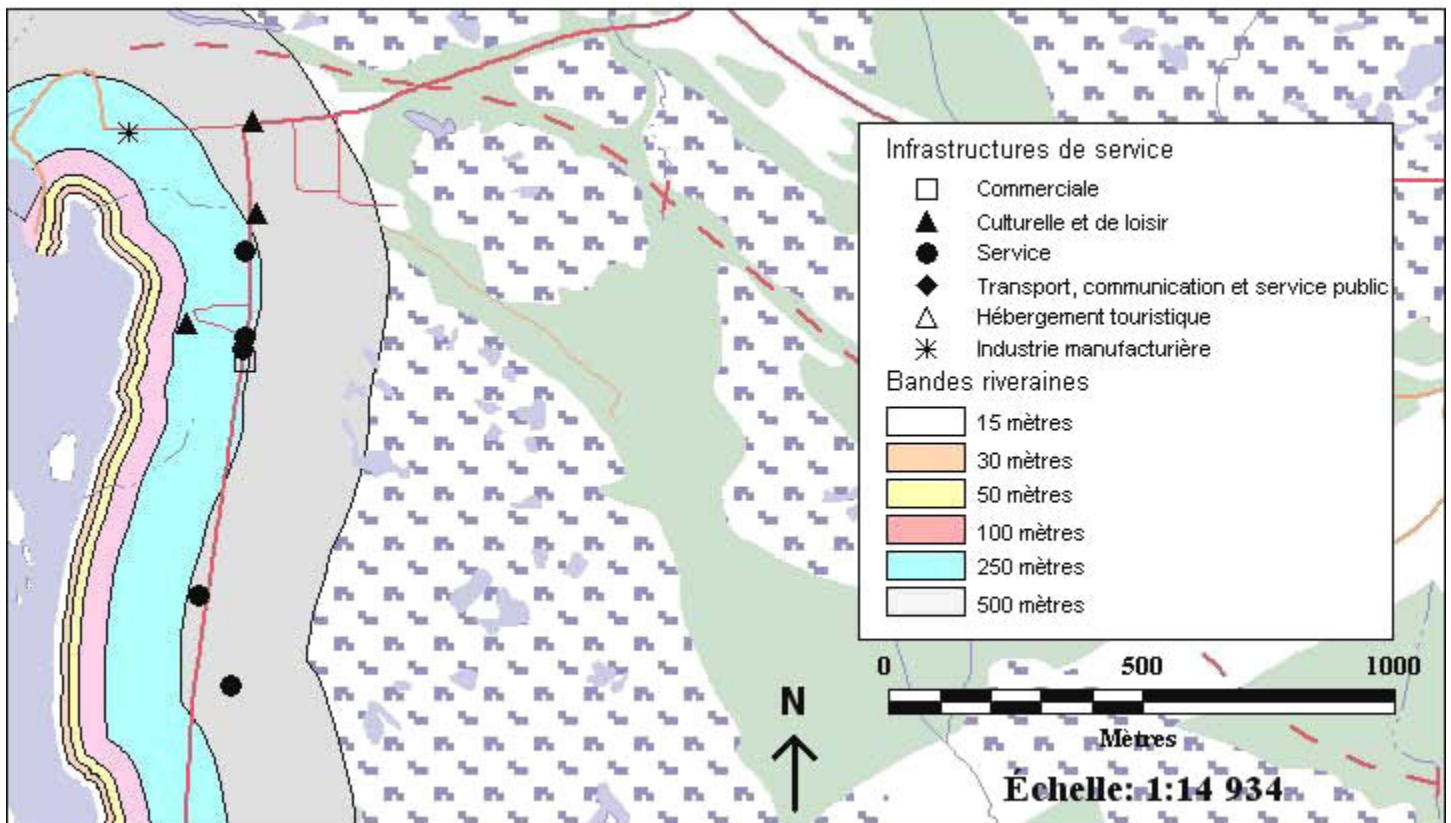 Infrastructures de service
Commerciale
Culturelle et de loisir
Service
Transport, communication et service public
Hébergement touristique
Industrie manufacturière
Bandes riveraines
15 mètres
30 mètres
50 mètres
100 mètres
250 mètres
500 mètres
0 500 1000
Mètres
N
Échelle: 1:14 934